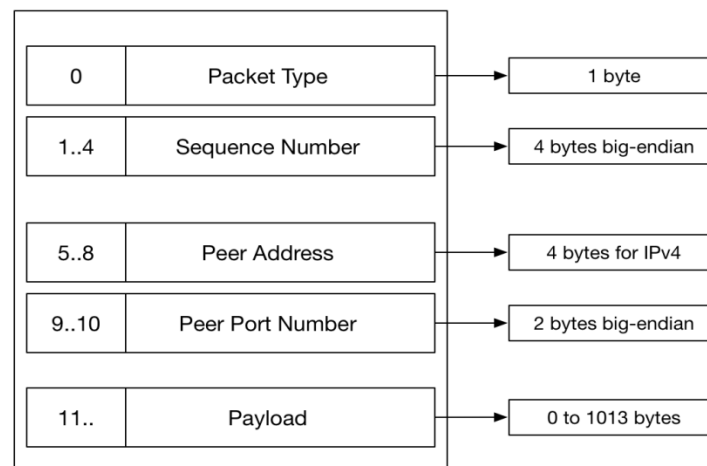 0 Packet Type 1 byte
1..4 Sequence Number 4 bytes big-endian
5..8 Peer Address 4 bytes for IPv4
9..10 Peer Port Number 2 bytes big-endian
11.. Payload 0 to 1013 bytes